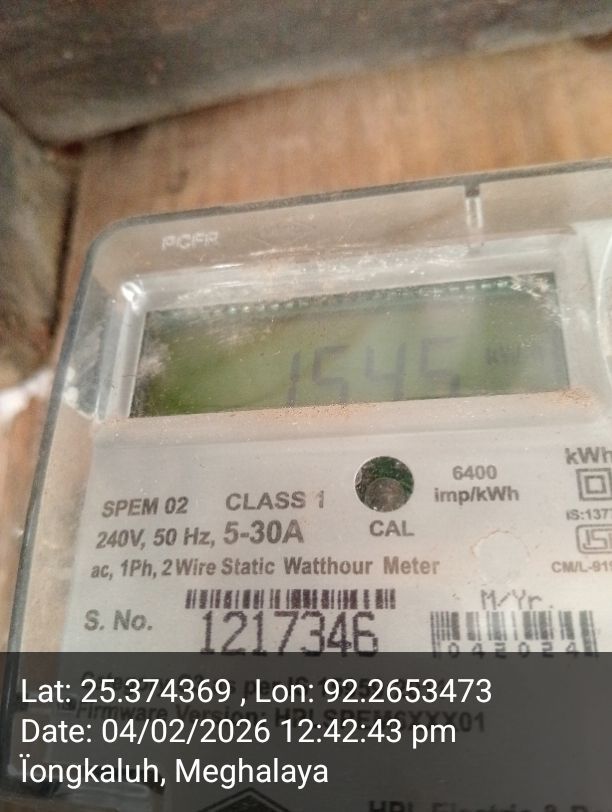 PCFR
1545 kWh
6400
imp/kWh
kWh
SPEM 02 CLASS 1
240V, 50 Hz, 5-30A
CAL
ac, 1Ph, 2 Wire Static Watthour Meter
S. No.
1217346
M/Yr.
042024
Lat: 25.374369 , Lon: 92.2653473
Date: 04/02/2026 12:42:43 pm
Ïongkaluh, Meghalaya